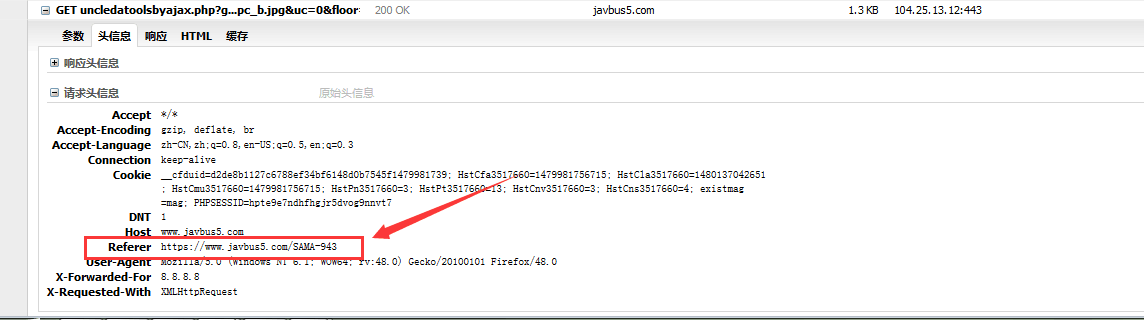 GET uncledatoolsbyajax.php?g...pc_b.jpg&uc=0&floor 200 OK javbus5.com 1.3 KB 104.25.13.12:443
参数 头信息 响应 HTML 缓存
响应头信息
请求头信息 原始头信息
Accept */*
Accept-Encoding gzip, deflate, br
Accept-Language zh-CN,zh;q=0.8,en-US;q=0.5,en;q=0.3
Connection keep-alive
Cookie __cfduid=d2de8b1127c6788ef34bf6148d0b7545f1479981739; HstCfa3517660=1479981756715; HstCla3517660=1480137042651
; HstCmu3517660=1479981756715; HstPn3517660=3; HstPt3517660=13; HstCnv3517660=3; HstCns3517660=4; existmag
=mag; PHPSESSID=hpte9e7ndhfhgjr5dvog9nnvt7
DNT 1
Host www.javbus5.com
Referer https://www.javbus5.com/SAMA-943
User-Agent Mozilla/5.0 (Windows NT 6.1; WOW64; rv:48.0) Gecko/20100101 Firefox/48.0
X-Forwarded-For 8.8.8.8
X-Requested-With XMLHttpRequest